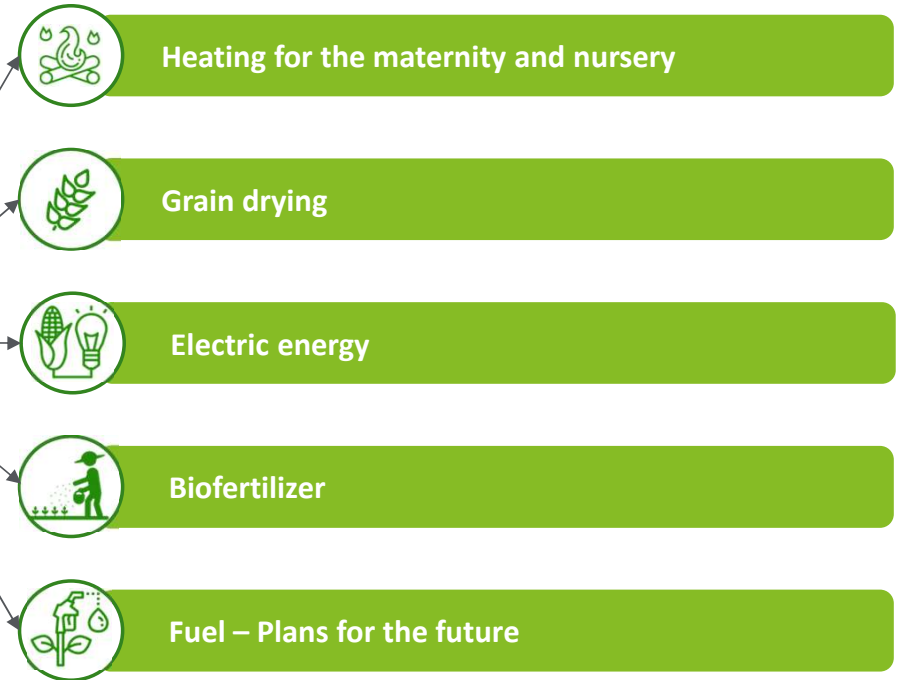 Heating for the maternity and nursery
Grain drying
Electric energy
Biofertilizer
Fuel – Plans for the future